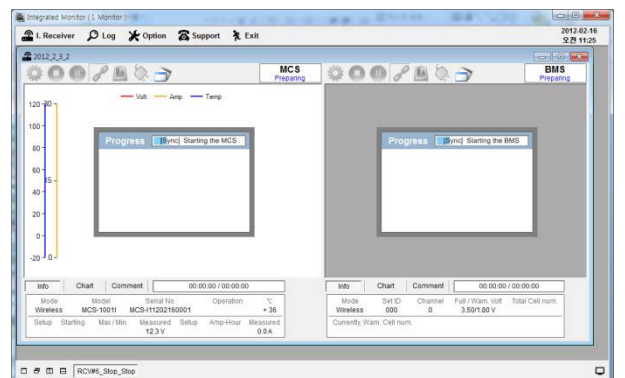 Integrated Monitor ( I. Monitor )
I. Receiver Log Option Support Exit
2012-02-16
오전 11:25
2012_2_3_2
MCS
Preparing
BMS
Preparing
Volt Amp Temp
120 30
100
80
60 15
40
20
0
-20 0
Progress [Sync] Starting the MCS
Progress [Sync] Starting the BMS
Info Chart Comment 00:00:00 / 00:00:00
Mode Model Serial No. Operation ℃
Wireless MCS-1001I MCS-I11202160001 + 36
Setup Starting Max / Min Measured Setup Amp-Hour Measured
12.3 V 0.0 A
Info Chart Comment 00:00:00 / 00:00:00
Mode Set ID Channel Full / Warn. Volt Total Cell num.
Wireless 000 0 3.50/1.80 V
Currently, Warn. Cell num.
RCV#6_Stop_Stop